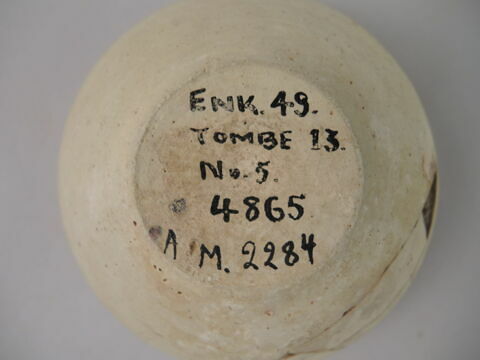 ENK. 49.
TOMBE 13.
No. 5.
4865
A M. 2284